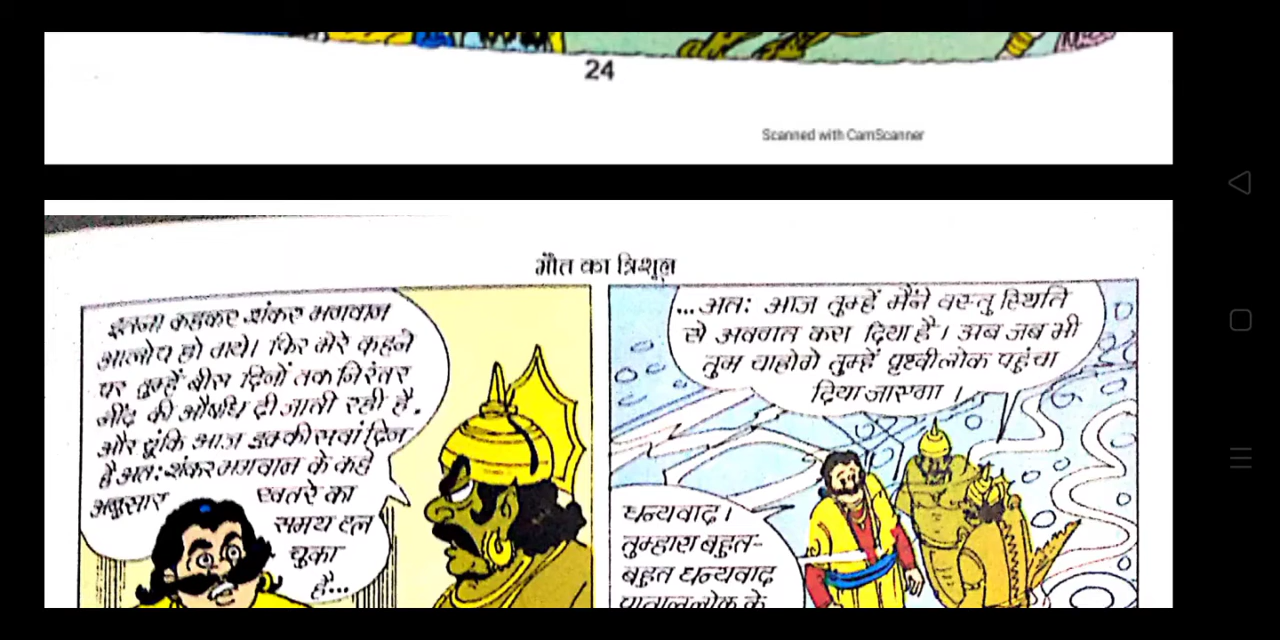 24
Scanned with CamScanner
मौत का त्रिशूल
इतना कहकर शंकर भगवान
आलोप हो गये। फिर मेरे कहने
पर तुम्हें बीस दिनों तक निरंतर
नींद की औषधि दी जाती रही है.
और चूंकि आज इक्कीसवां दिन
है अत: शंकर भगवान के कहे
अनुसार खतरे का
समय टल
चुका
है...
...अत: आज तुम्हें मैंने वस्तु स्थिति
से अवगत करा दिया है। अब जब भी
तुम चाहोगे तुम्हें पृथ्वीलोक पहुंचा
दिया जाएगा।
धन्यवाद।
तुम्हारा बहुत-
बहुत धन्यवाद
पाताललोक के